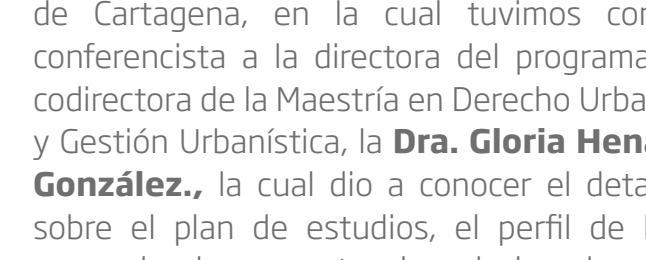 de Cartagena, en la cual tuvimos
conferencista a la directora del programa
codirectora de la Maestría en Derecho
y Gestión Urbanística, la Dra. Gloria
González., la cual dio a conocer el
sobre el plan de estudios, el perfil de